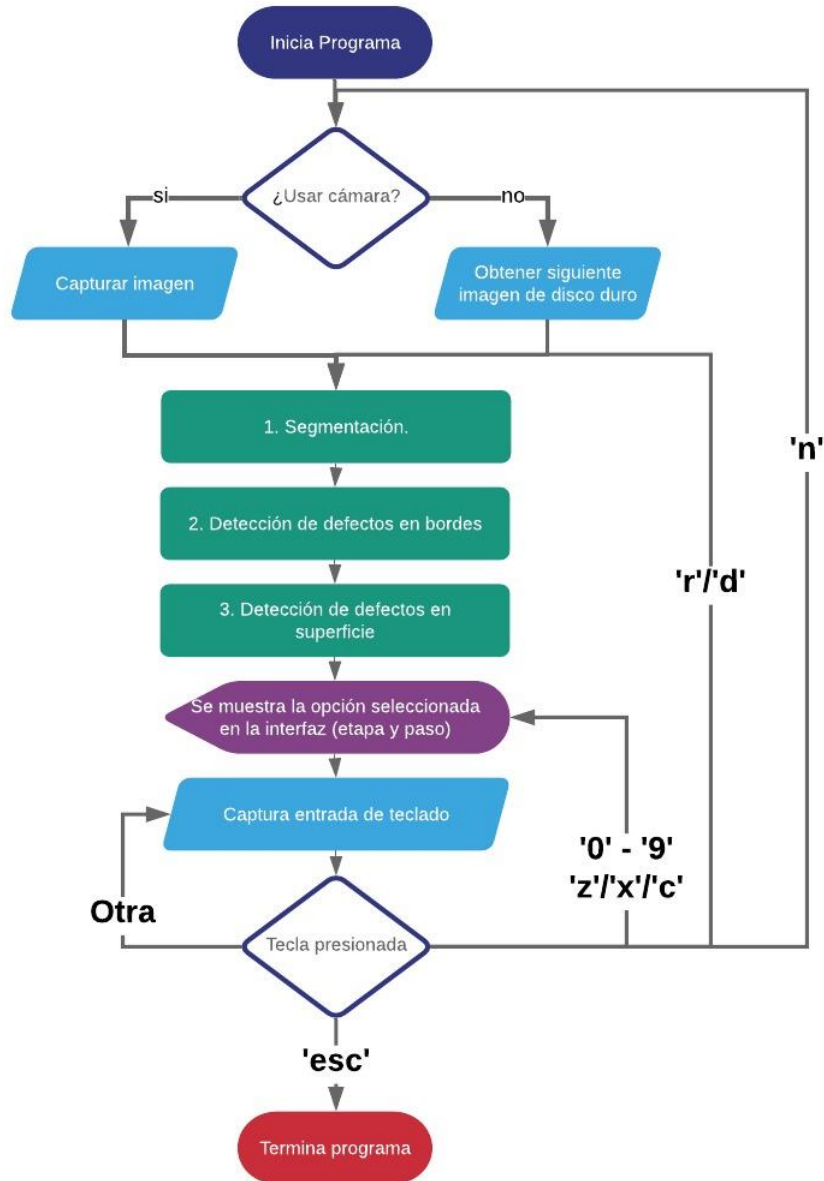 Inicia Programa
¿Usar cámara?
si
no
Capturar imagen
Obtener siguiente
imagen de disco duro
1. Segmentación.
'n'
2. Detección de defectos en bordes
'r'/'d'
3. Detección de defectos en
superficie
Se muestra la opción seleccionada
en la interfaz (etapa y paso)
Captura entrada de teclado
'0' - '9'
'z'/'x'/'c'
Otra
Tecla presionada
'esc'
Termina programa